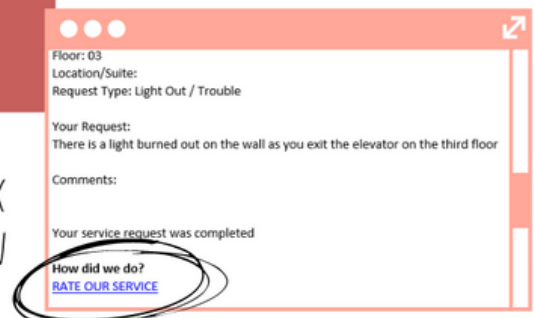 Floor: 03
Location/Suite:
Request Type: Light Out / Trouble
Your Request:
There is a light burned out on the wall as you exit the elevator on the third floor
Comments:
Your service request was completed
How did we do?
RATE OUR SERVICE